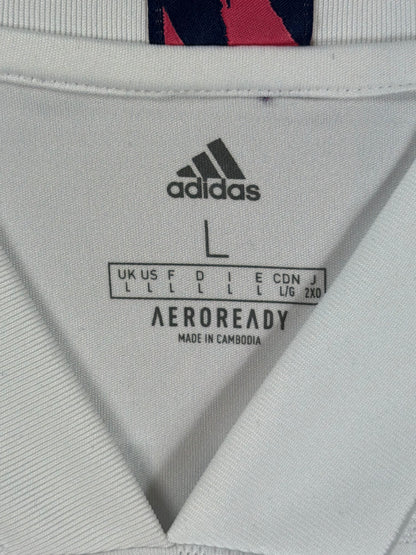 adidas
L
UK US F D I E CDN J
L L L L L L L/G 2XO
AEROREADY
MADE IN CAMBODIA